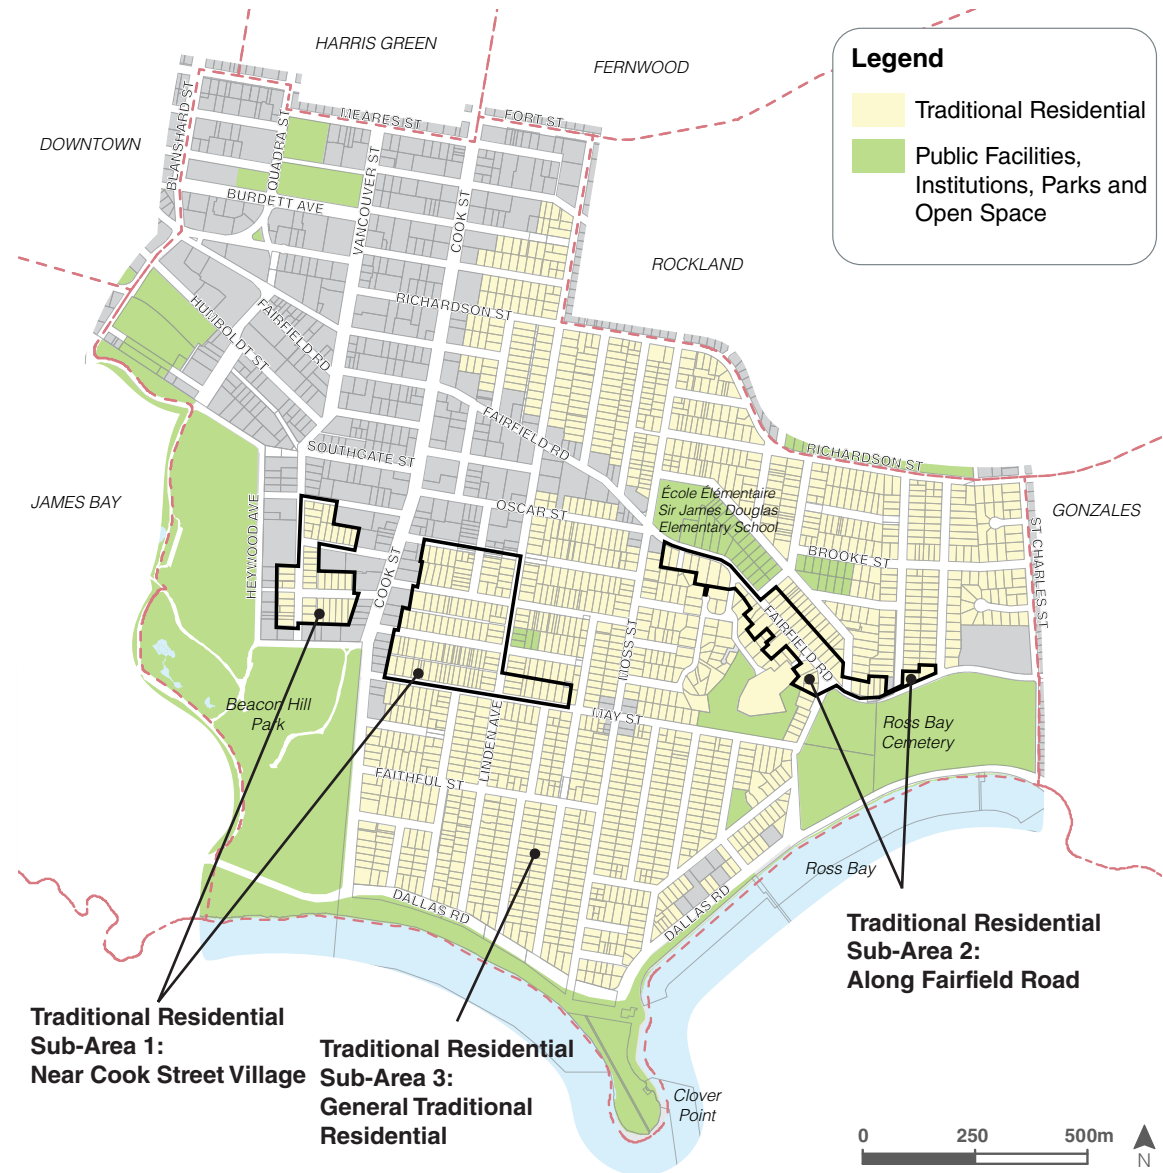 HARRIS GREEN
FERNWOOD
Legend
Traditional Residential
Public Facilities,
Institutions, Parks and
Open Space
DOWNTOWN
BLANSHARD ST
QUADRA ST
MEARES ST
FORT ST
VANCOUVER ST
COOK ST
BURDETT AVE
ROCKLAND
RICHARDSON ST
HUMBOLDT ST
FAIRFIELD RD
FAIRFIELD RD
SOUTHGATE ST
RICHARDSON ST
JAMES BAY
HEYWOOD AVE
OSCAR ST
École Élémentaire
Sir James Douglas
Elementary School
GONZALES
BROOKE ST
ST CHARLES ST
COOK ST
MOSS ST
FAIRFIELD RD
Beacon Hill
Park
LINDEN AVE
MAY ST
Ross Bay
Cemetery
FAITHFUL ST
Ross Bay
DALLAS RD
DALLAS RD
Traditional Residential
Sub-Area 2:
Along Fairfield Road
Traditional Residential
Sub-Area 1:
Near Cook Street Village
Traditional Residential
Sub-Area 3:
General Traditional
Residential
Clover
Point
0 250 500m
N